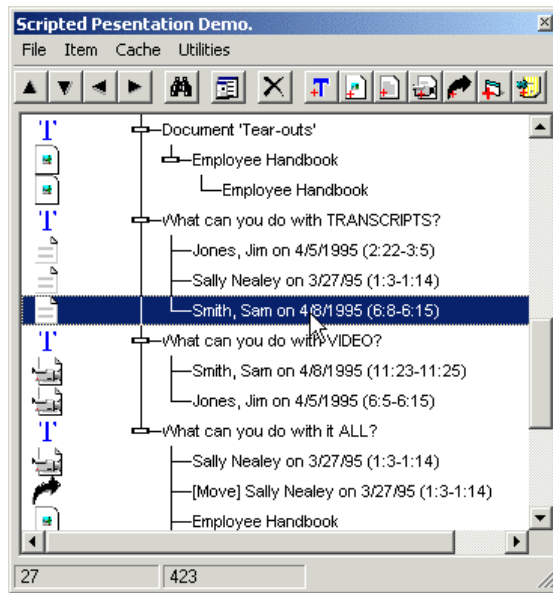 Scripted Pesentation Demo.
File Item Cache Utilities
T Document 'Tear-outs'
Employee Handbook
Employee Handbook
T What can you do with TRANSCRIPTS?
Jones, Jim on 4/5/1995 (2:22-3:5)
Sally Nealey on 3/27/95 (1:3-1:14)
Smith, Sam on 4/8/1995 (6:8-6:15)
T What can you do with VIDEO?
Smith, Sam on 4/8/1995 (11:23-11:25)
Jones, Jim on 4/5/1995 (6:5-6:15)
T What can you do with it ALL?
Sally Nealey on 3/27/95 (1:3-1:14)
[Move] Sally Nealey on 3/27/95 (1:3-1:14)
Employee Handbook
27 423